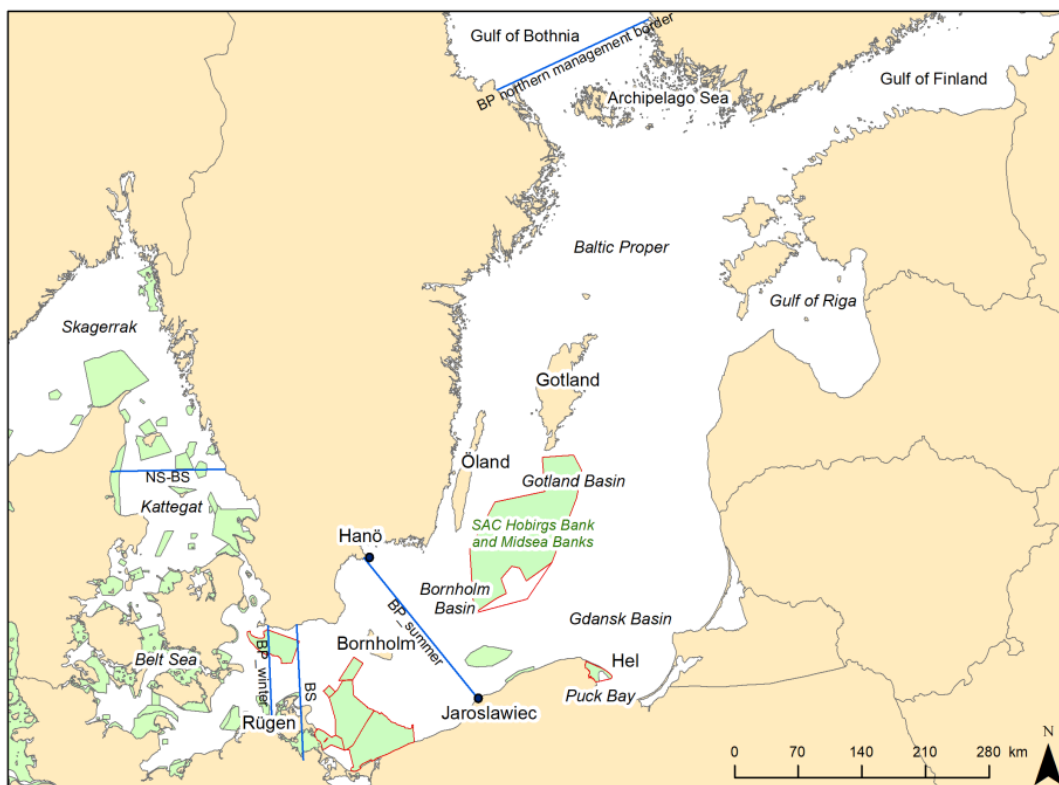 Gulf of Bothnia
BP northern management border
Gulf of Finland
Archipelago Sea
Baltic Proper
Gulf of Riga
Skagerrak
Gotland
Öland
NS-BS
Gotland Basin
Kattegat
SAC Hobirgs Bank
and Midsea Banks
Hanö
Bornholm
Basin
BP_summer
Gdansk Basin
Bornholm
Belt Sea
BP_winter
BS
Hel
Puck Bay
Rügen
Jaroslawiec
N
0 70 140 210 280 km